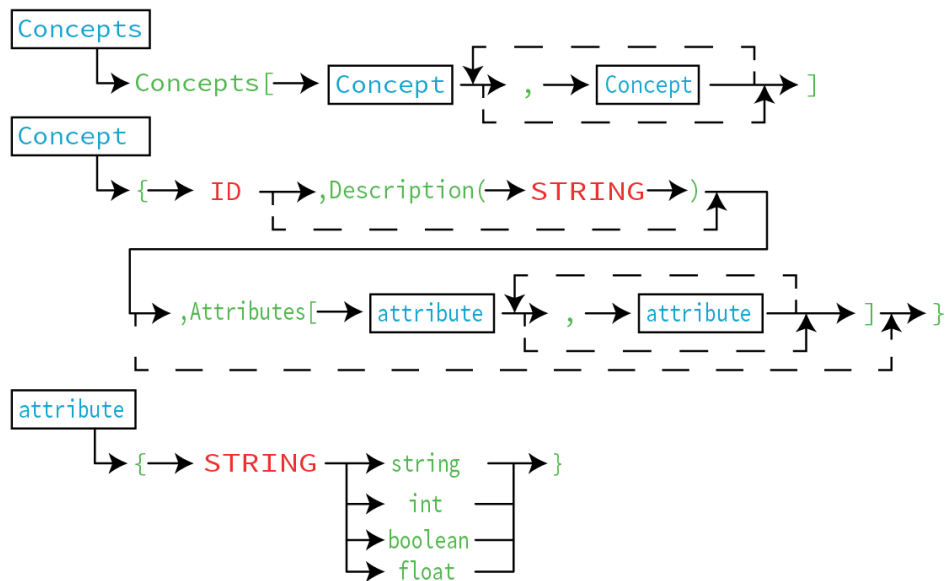 Concepts
Concepts[ Concept , Concept ]
Concept
{ ID ,Description( STRING )
,Attributes[ attribute , attribute ] }
attribute
{ STRING string }
int
boolean
float